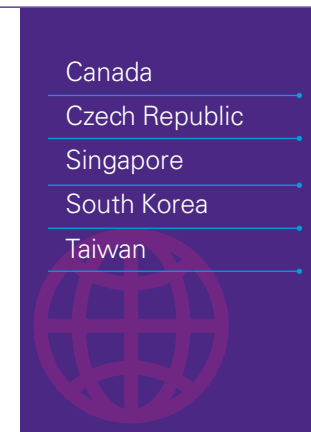 Canada
Czech Republic
Singapore
South Korea
Taiwan